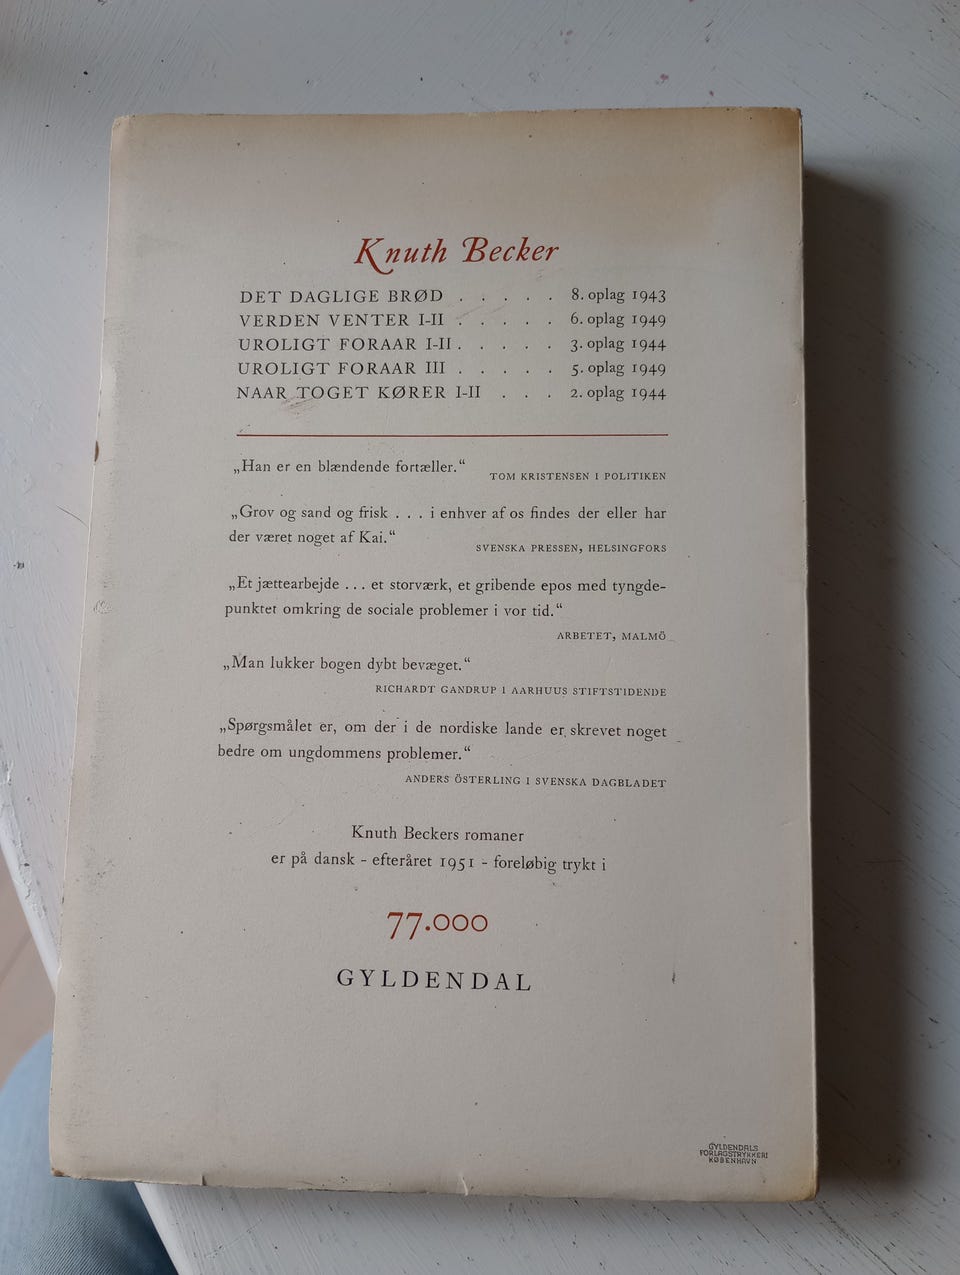 Knuth Becker
DET DAGLIGE BRØD . . . . . 8. oplag 1943
VERDEN VENTER I-II . . . . . 6. oplag 1949
UROLIGT FORAAR I-II . . . . . 3. oplag 1944
UROLIGT FORAAR III . . . . . 5. oplag 1949
NAAR TOGET KØRER I-II . . . 2. oplag 1944
„Han er en blændende fortæller.“
TOM KRISTENSEN I POLITIKEN
„Grov og sand og frisk . . . i enhver af os findes der eller har
der været noget af Kai.“
SVENSKA PRESSEN, HELSINGFORS
„Et jættearbejde . . . et storværk, et gribende epos med tyngde-
punktet omkring de sociale problemer i vor tid.“
ARBETET, MALMÖ
„Man lukker bogen dybt bevæget.“
RICHARDT GANDRUP I AARHUUS STIFTSTIDENDE
„Spørgsmålet er, om der i de nordiske lande er skrevet noget
bedre om ungdommens problemer.“
ANDERS ÖSTERLING I SVENSKA DAGBLADET
Knuth Beckers romaner
er på dansk - efteråret 1951 - foreløbig trykt i
77.000
GYLDENDAL
GYLDENDALS
FORLAGSTRYKKERI
KØBENHAVN